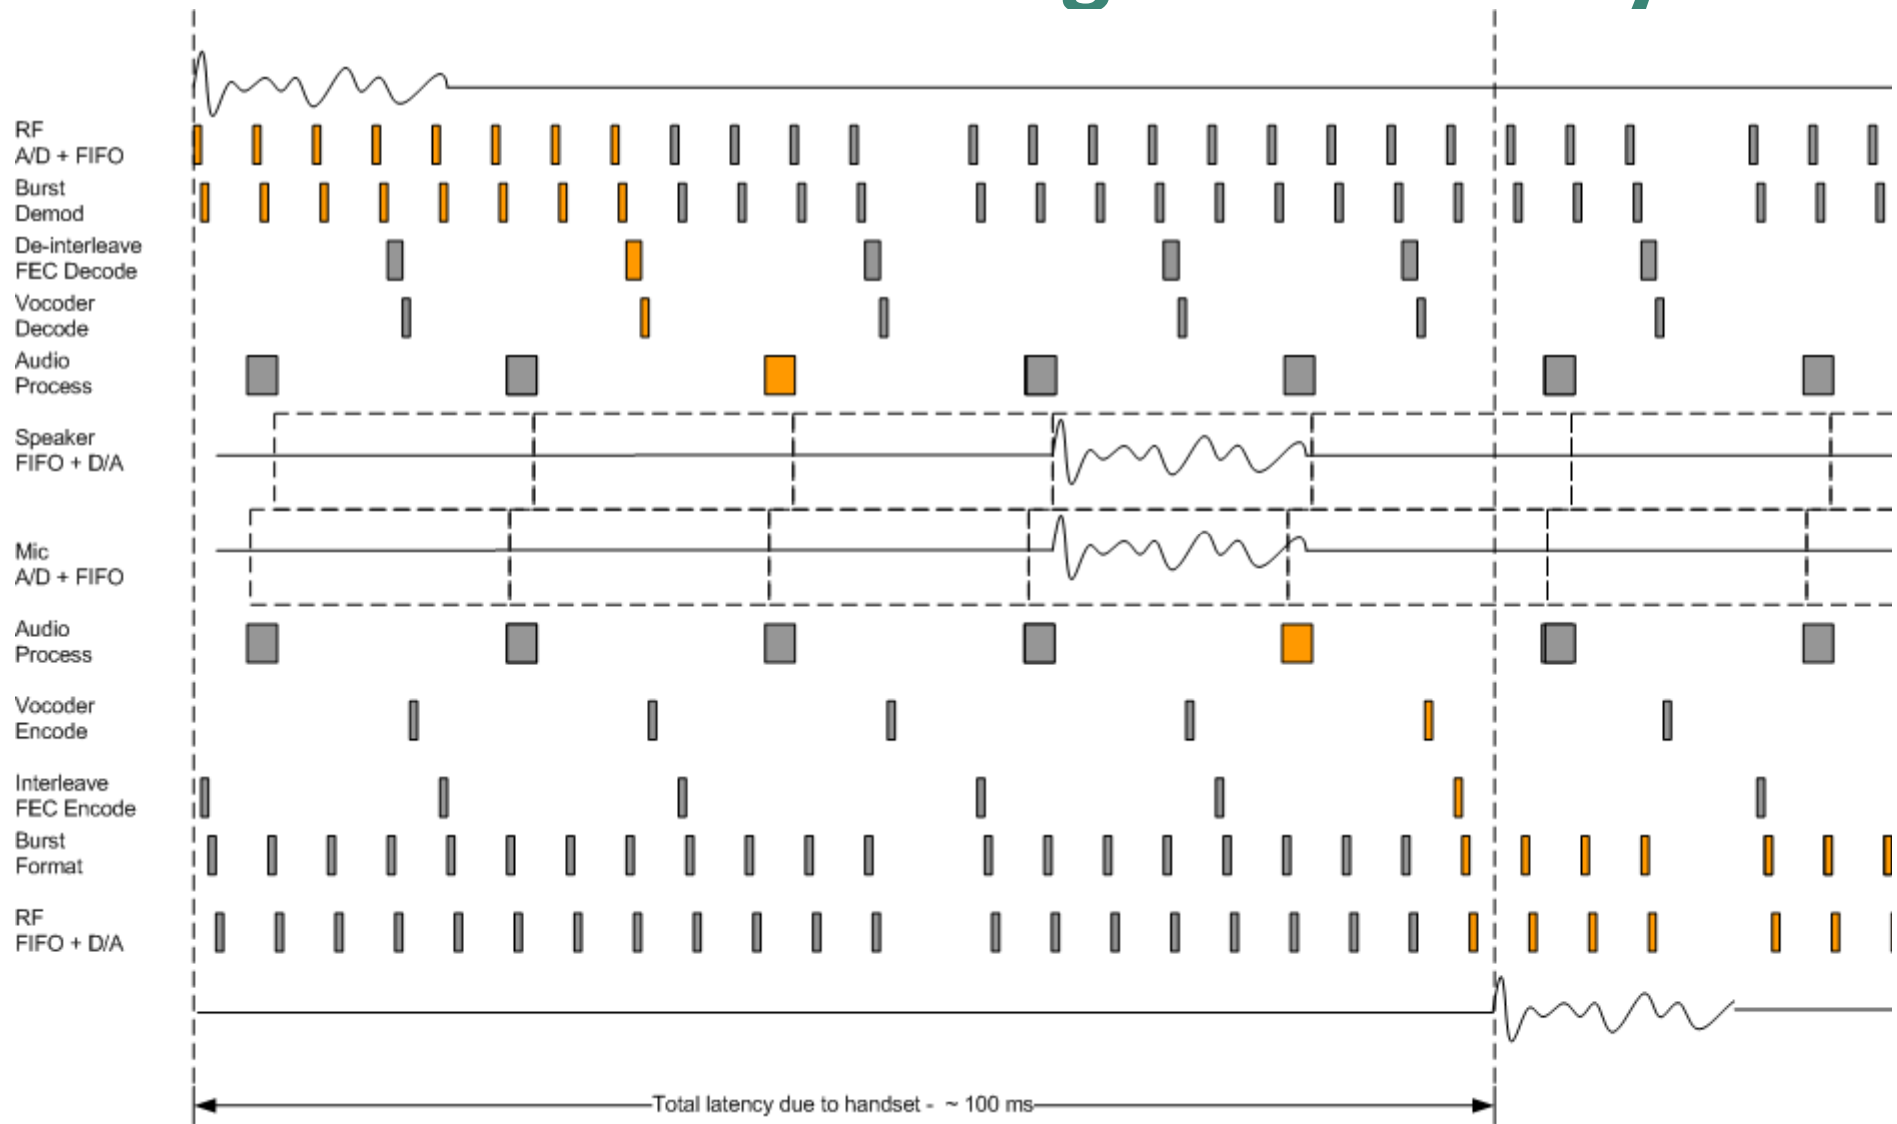 RF
A/D + FIFO
Burst
Demod
De-interleave
FEC Decode
Vocoder
Decode
Audio
Process
Speaker
FIFO + D/A
Mic
A/D + FIFO
Audio
Process
Vocoder
Encode
Interleave
FEC Encode
Burst
Format
RF
FIFO + D/A
Total latency due to handset - ~ 100 ms